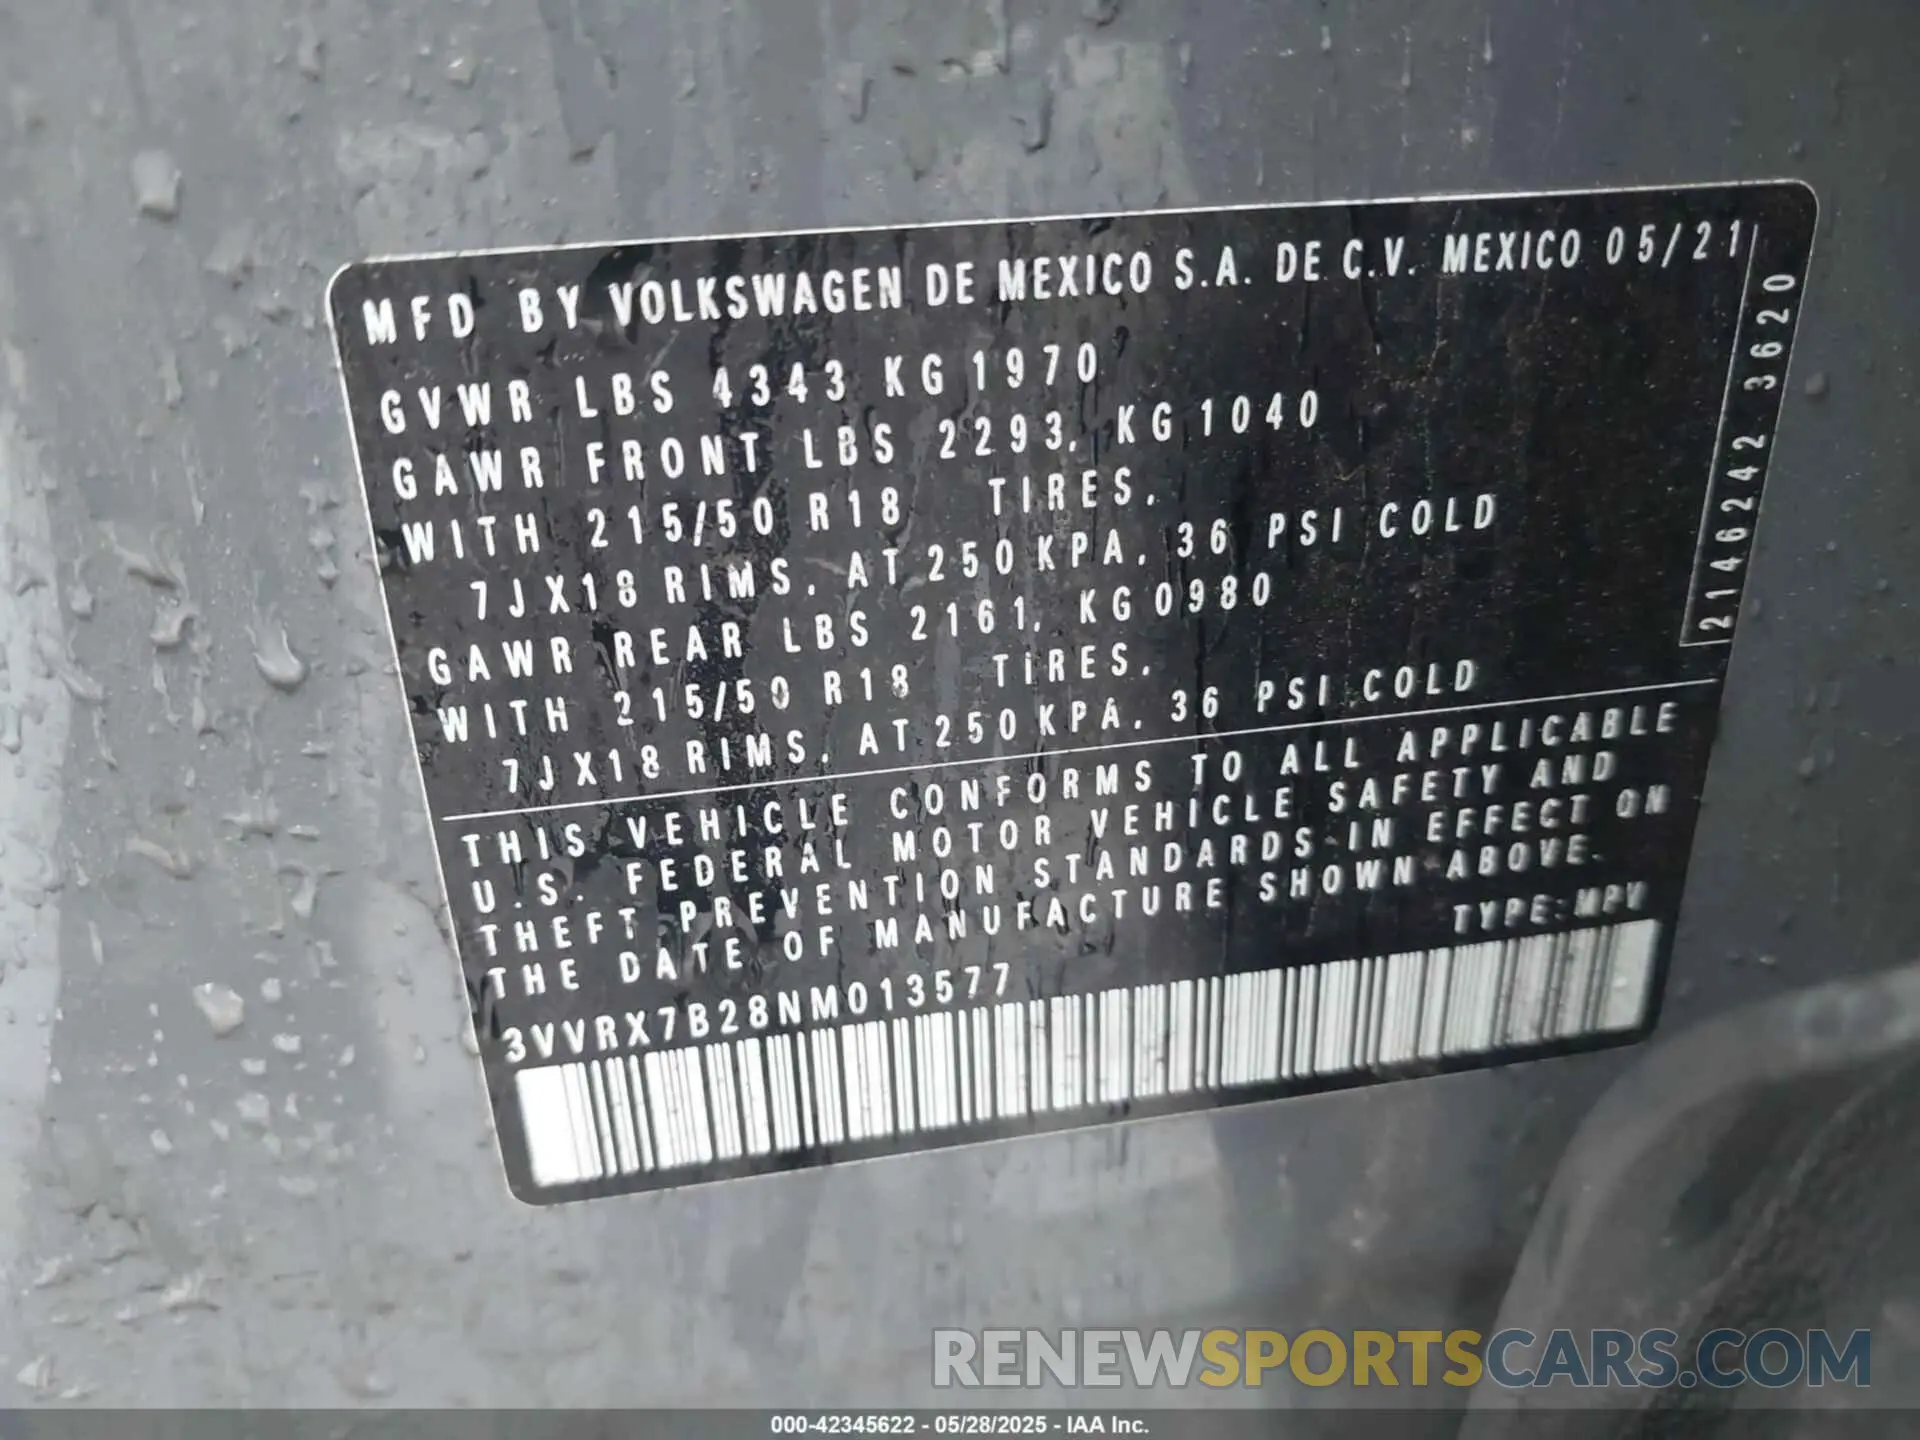 MFD BY VOLKSWAGEN DE MEXICO S.A. DE C.V. MEXICO 05/21
GVWR LBS 4343 KG 1970
GAWR FRONT LBS 2293, KG 1040
WITH 215/50 R18 TIRES,
7JX18 RIMS, AT 250 KPA, 36 PSI COLD
GAWR REAR LBS 2161, KG 0980
WITH 215/50 R18 TIRES,
7JX18 RIMS, AT 250 KPA, 36 PSI COLD
2146242 3620
THIS VEHICLE CONFORMS TO ALL APPLICABLE
U.S. FEDERAL MOTOR VEHICLE SAFETY AND
THEFT PREVENTION STANDARDS IN EFFECT ON
THE DATE OF MANUFACTURE SHOWN ABOVE.
TYPE: MPV
3VVRX7B28NM013577
RENEWSPORTSCARS.COM
000-42345622 - 05/28/2025 - IAA Inc.